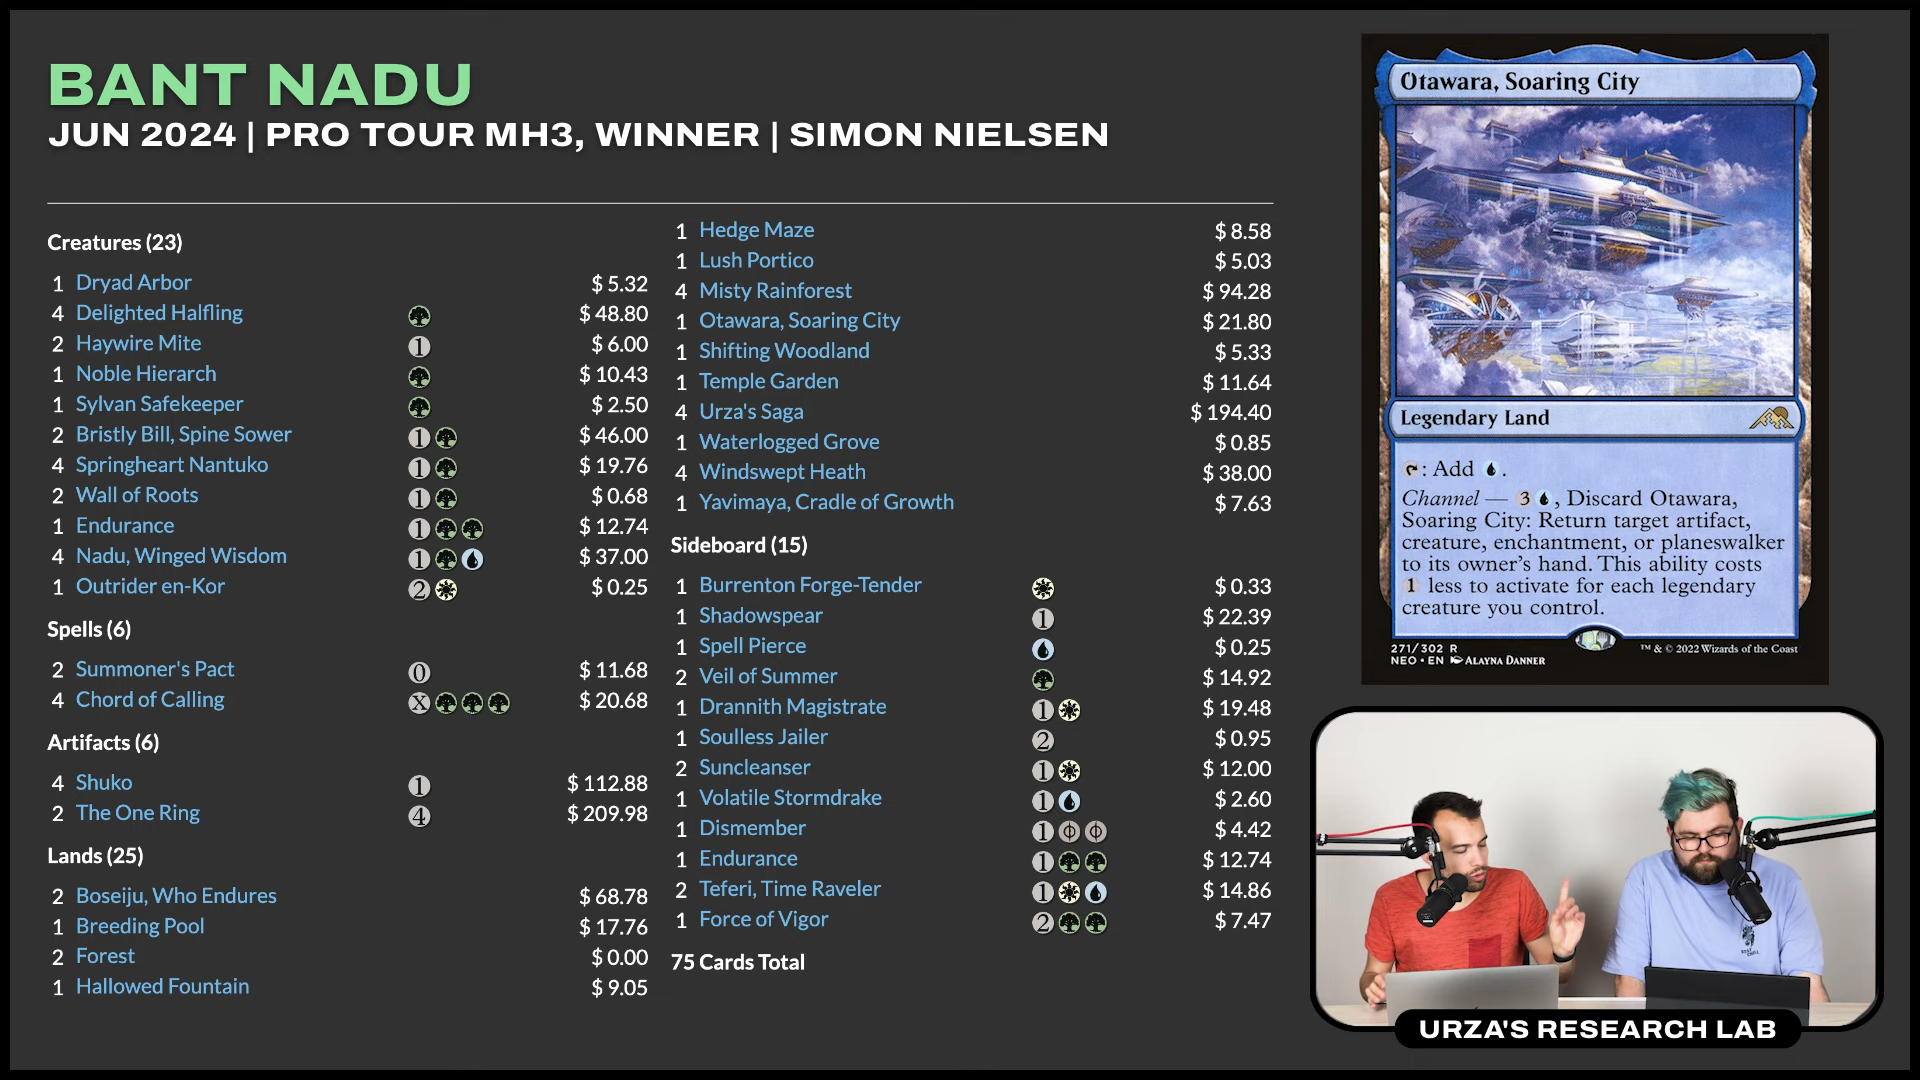 BANT NADU
JUN 2024 | PRO TOUR MH3, WINNER | SIMON NIELSEN
Creatures (23)
1 Dryad Arbor $ 5.32
4 Delighted Halfling $ 48.80
2 Haywire Mite 1 $ 6.00
1 Noble Hierarch $ 10.43
1 Sylvan Safekeeper $ 2.50
2 Bristly Bill, Spine Sower 1 $ 46.00
4 Springheart Nantuko 1 $ 19.76
2 Wall of Roots 1 $ 0.68
1 Endurance 1 $ 12.74
4 Nadu, Winged Wisdom 1 $ 37.00
1 Outrider en-Kor 2 $ 0.25
Spells (6)
2 Summoner's Pact 0 $ 11.68
4 Chord of Calling X $ 20.68
Artifacts (6)
4 Shuko 1 $ 112.88
2 The One Ring 4 $ 209.98
Lands (25)
2 Boseiju, Who Endures $ 68.78
1 Breeding Pool $ 17.76
2 Forest $ 0.00
1 Hallowed Fountain $ 9.05
1 Hedge Maze $ 8.58
1 Lush Portico $ 5.03
4 Misty Rainforest $ 94.28
1 Otawara, Soaring City $ 21.80
1 Shifting Woodland $ 5.33
1 Temple Garden $ 11.64
4 Urza's Saga $ 194.40
1 Waterlogged Grove $ 0.85
4 Windswept Heath $ 38.00
1 Yavimaya, Cradle of Growth $ 7.63
Sideboard (15)
1 Burrenton Forge-Tender $ 0.33
1 Shadowspear 1 $ 22.39
1 Spell Pierce $ 0.25
2 Veil of Summer $ 14.92
1 Drannith Magistrate 1 $ 19.48
1 Soulless Jailer 2 $ 0.95
2 Suncleanser 1 $ 12.00
1 Volatile Stormdrake 1 $ 2.60
1 Dismember 1 $ 4.42
1 Endurance 1 $ 12.74
2 Teferi, Time Raveler 1 $ 14.86
1 Force of Vigor 2 $ 7.47
75 Cards Total
Otawara, Soaring City
Legendary Land
: Add .
Channel — 3 , Discard Otawara,
Soaring City: Return target artifact,
creature, enchantment, or planeswalker
to its owner's hand. This ability costs
1 less to activate for each legendary
creature you control.
271/302 R
NEO • EN ALAYNA DANNER
™ & © 2022 Wizards of the Coast
URZA'S RESEARCH LAB